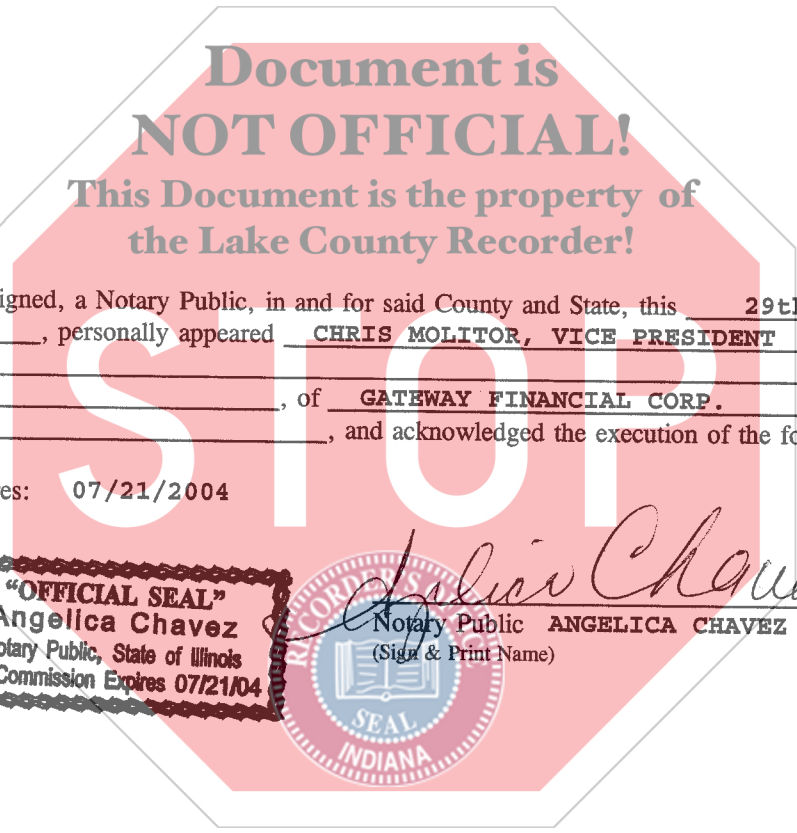 Document is
NOT OFFICIAL!
This Document is the property of
the Lake County Recorder!
igned, a Notary Public, in and for said County and State, this 29th
, personally appeared CHRIS MOLITOR, VICE PRESIDENT
, of GATEWAY FINANCIAL CORP.
, and acknowledged the execution of the fo
STOP
es: 07/21/2004
"OFFICIAL SEAL"
Angelica Chavez
otary Public, State of Illinois
Commission Expires 07/21/04
Angelica Chave
Notary Public ANGELICA CHAVEZ
(Sign & Print Name)
SEAL
INDIANA